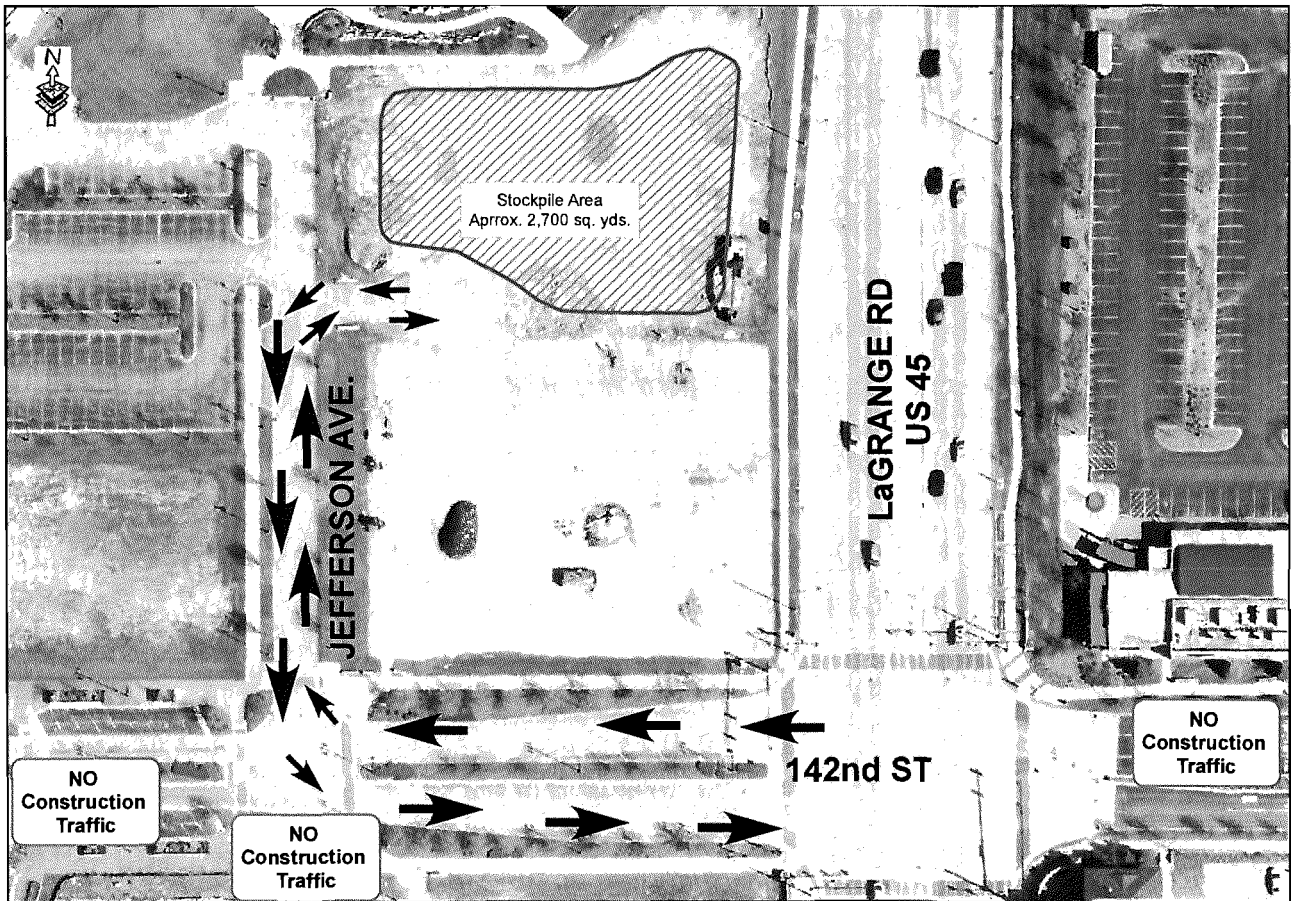 N
Stockpile Area
Aprrox. 2,700 sq. yds.
LaGRANGE RD
US 45
JEFFERSON AVE.
142nd ST
NO
Construction
Traffic
NO
Construction
Traffic
NO
Construction
Traffic